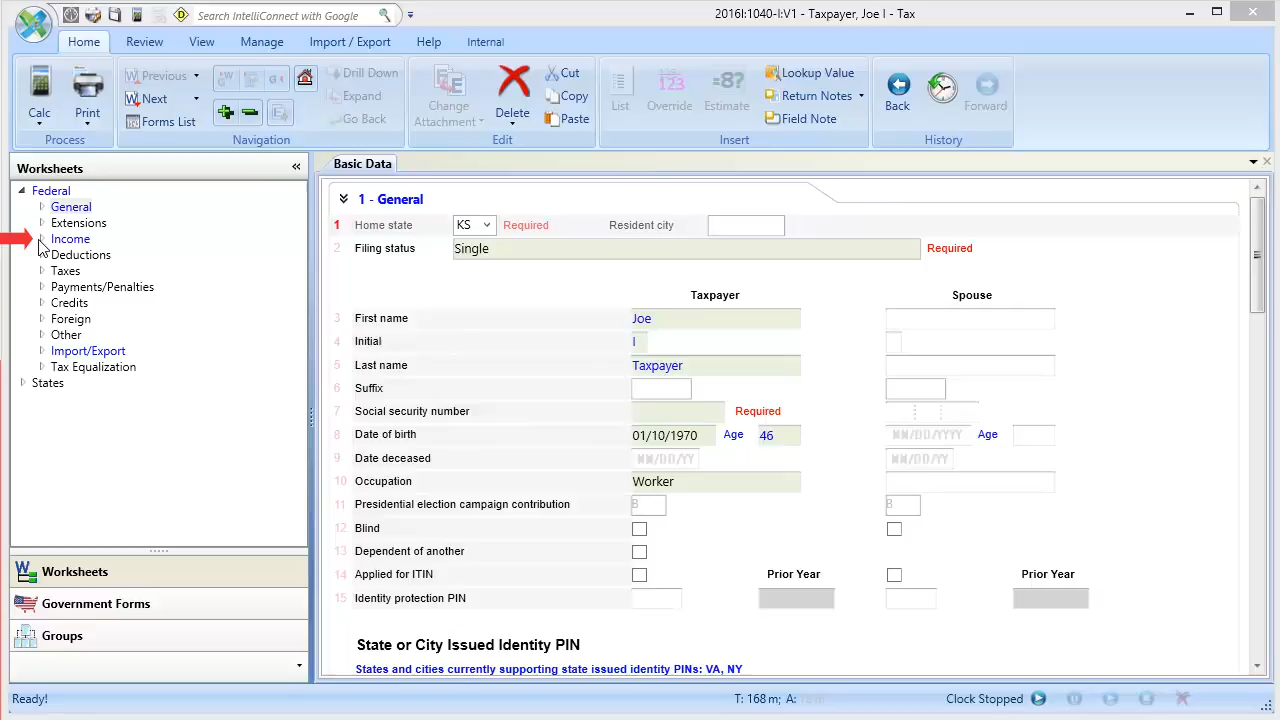 Search IntelliConnect with Google
2016I:1040-I:V1 - Taxpayer, Joe I - Tax
Home Review View Manage Import / Export Help Internal
Calc
Print
Process
Previous
Next
Forms List
Drill Down
Expand
Go Back
Navigation
Change
Attachment
Delete
Cut
Copy
Paste
Edit
List
Override
Estimate
Lookup Value
Return Notes
Field Note
Insert
Back
Forward
History
Worksheets
Federal
General
Extensions
Income
Deductions
Taxes
Payments/Penalties
Credits
Foreign
Other
Import/Export
Tax Equalization
States
Worksheets
Government Forms
Groups
Basic Data
1 - General
1 Home state KS Required Resident city
2 Filing status Single Required
Taxpayer Spouse
3 First name Joe
4 Initial I
5 Last name Taxpayer
6 Suffix
7 Social security number Required
8 Date of birth 01/10/1970 Age 46 MM/DD/YYYY Age
9 Date deceased MM/DD/YY MM/DD/YY
10 Occupation Worker
11 Presidential election campaign contribution B B
12 Blind
13 Dependent of another
14 Applied for ITIN Prior Year Prior Year
15 Identity protection PIN
State or City Issued Identity PIN
States and cities currently supporting state issued identity PINs: VA, NY
Ready! T: 168 m; A: Clock Stopped